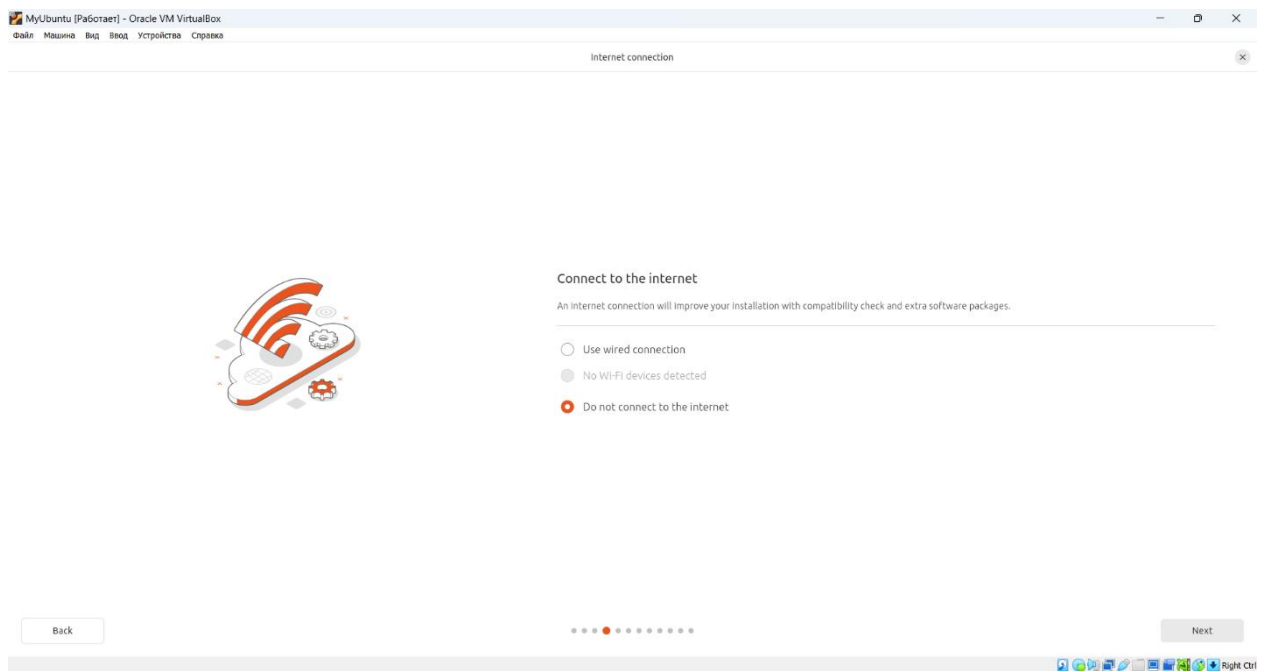 MyUbuntu [Работает] - Oracle VM VirtualBox
Файл Машина Вид Ввод Устройства Справка
Internet connection
Connect to the internet
An internet connection will improve your installation with compatibility check and extra software packages.
Use wired connection
No Wi-Fi devices detected
Do not connect to the internet
Back
Next
Right Ctrl